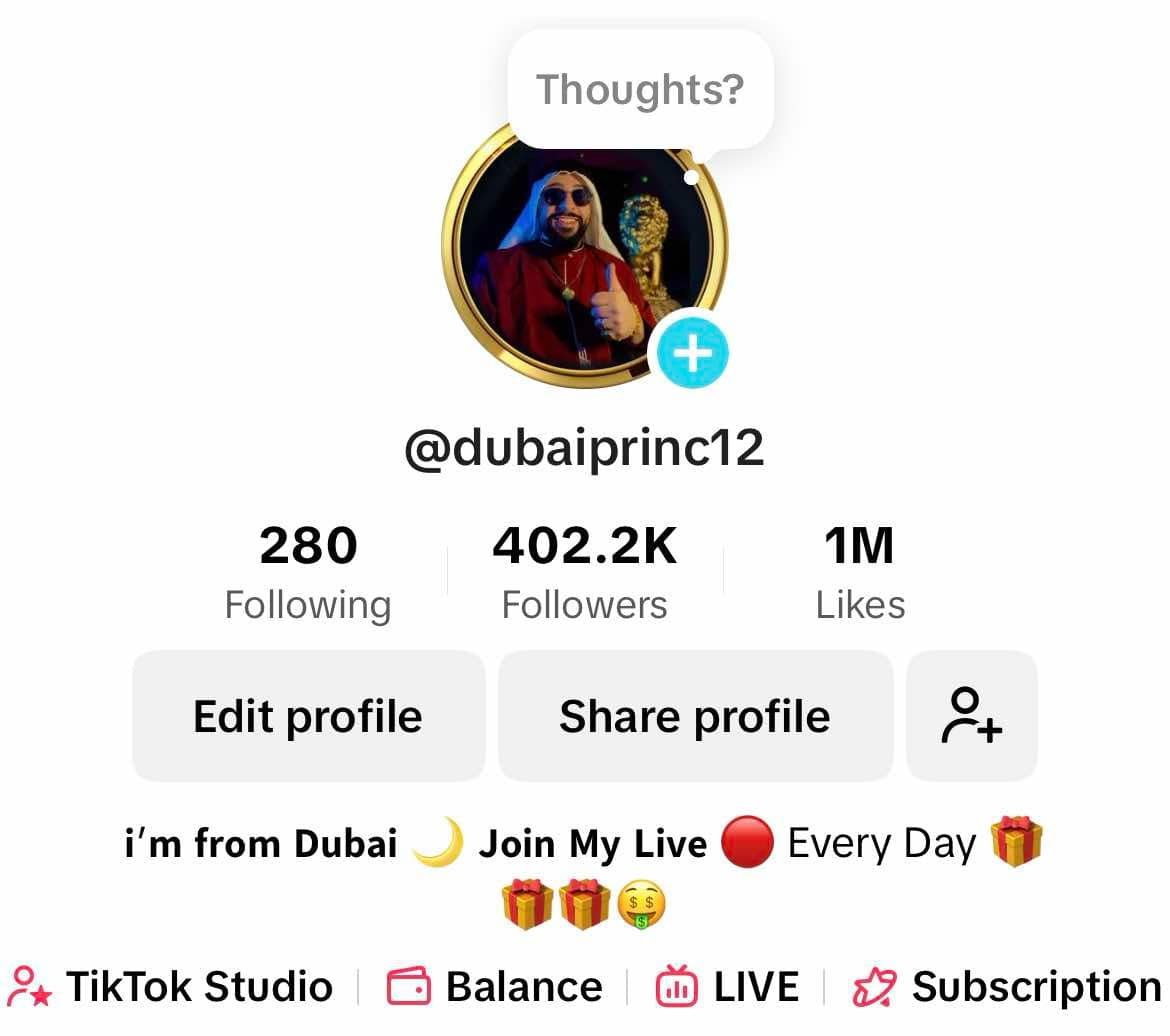 Thoughts?
@dubaiprinc12
280 402.2K 1M
Following Followers Likes
Edit profile Share profile
i'm from Dubai 🌙 Join My Live 🔴 Every Day 🎁
🎁🎁🤑
TikTok Studio Balance LIVE Subscription